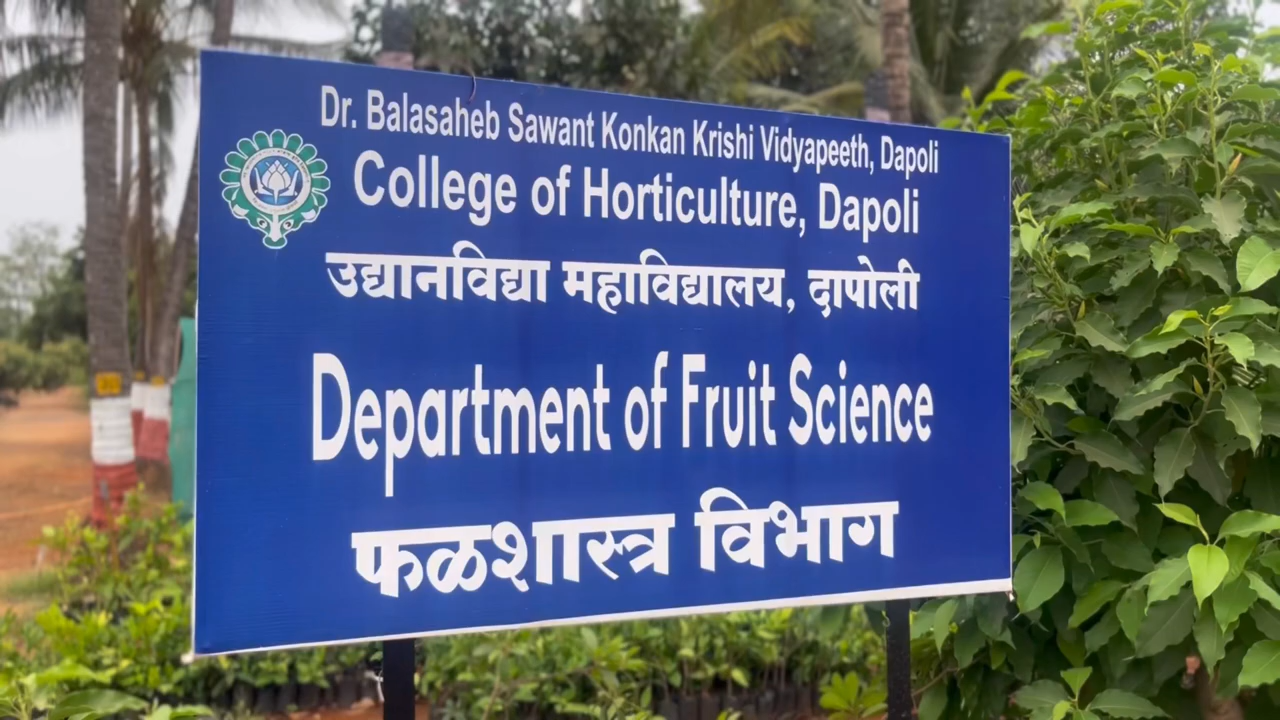 Dr. Balasaheb Sawant Konkan Krishi Vidyapeeth, Dapoli
College of Horticulture, Dapoli
उद्यानविद्या महाविद्यालय, दापोली
Department of Fruit Science
फळशास्त्र विभाग